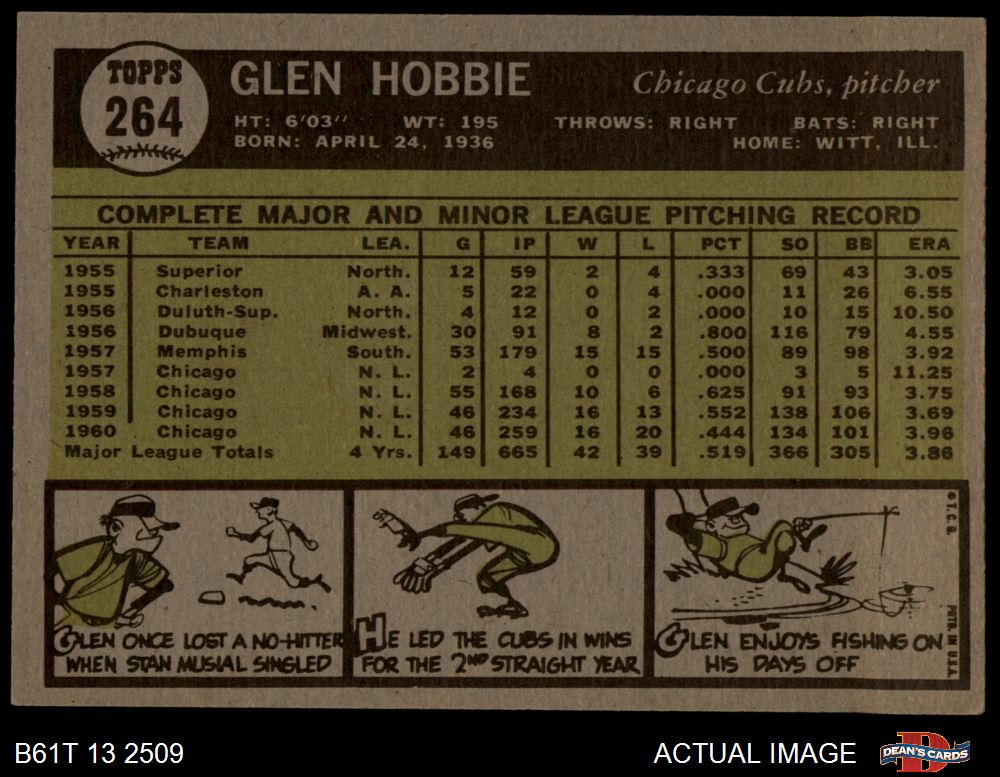 TOPPS
264
GLEN HOBBIE
Chicago Cubs, pitcher
HT: 6'03" WT: 195 THROWS: RIGHT BATS: RIGHT
BORN: APRIL 24, 1936 HOME: WITT, ILL.
COMPLETE MAJOR AND MINOR LEAGUE PITCHING RECORD
YEAR TEAM LEA. G IP W L PCT SO BB ERA
1955 Superior North. 12 59 2 4 .333 69 43 3.05
1955 Charleston A. A. 5 22 0 4 .000 11 26 6.55
1956 Duluth-Sup. North. 4 12 0 2 .000 10 15 10.50
1956 Dubuque Midwest. 30 91 8 2 .800 116 79 4.55
1957 Memphis South. 53 179 15 15 .500 89 98 3.92
1957 Chicago N. L. 2 4 0 0 .000 3 5 11.25
1958 Chicago N. L. 55 168 10 6 .625 91 93 3.75
1959 Chicago N. L. 46 234 16 13 .552 138 106 3.69
1960 Chicago N. L. 46 259 16 20 .444 134 101 3.96
Major League Totals 4 Yrs. 149 665 42 39 .519 366 305 3.86
GLEN ONCE LOST A NO-HITTER
WHEN STAN MUSIAL SINGLED
HE LED THE CUBS IN WINS
FOR THE 2ND STRAIGHT YEAR
GLEN ENJOYS FISHING ON
HIS DAYS OFF
© T. C. G.
PRTD. IN U.S.A.
B61T 13 2509
ACTUAL IMAGE
DEAN'S CARDS